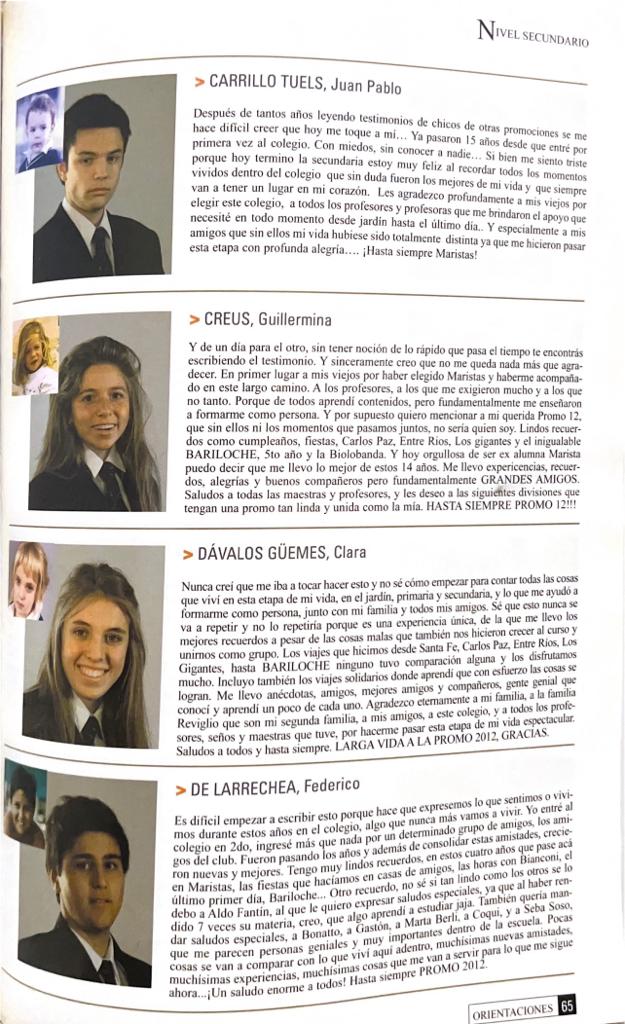 NIVEL SECUNDARIO
> CARRILLO TUELS, Juan Pablo
Después de tantos años leyendo testimonios de chicos de otras promociones se me
hace difícil creer que hoy me toque a mí... Ya pasaron 15 años desde que entré por
primera vez al colegio. Con miedos, sin conocer a nadie... Si bien me siento triste
porque hoy termino la secundaria estoy muy feliz al recordar todos los momentos
vividos dentro del colegio que sin duda fueron los mejores de mi vida y que siempre
van a tener un lugar en mi corazón. Les agradezco profundamente a mis viejos por
elegir este colegio, a todos los profesores y profesoras que me brindaron el apoyo que
necesité en todo momento desde jardín hasta el último día.. Y especialmente a mis
amigos que sin ellos mi vida hubiese sido totalmente distinta ya que me hicieron pasar
esta etapa con profunda alegría.... ¡Hasta siempre Maristas!
> CREUS, Guillermina
Y de un día para el otro, sin tener noción de lo rápido que pasa el tiempo te encontrás
escribiendo el testimonio. Y sinceramente creo que no me queda nada más que agra-
decer. En primer lugar a mis viejos por haber elegido Maristas y haberme acompaña-
do en este largo camino. A los profesores, a los que me exigieron mucho y a los que
no tanto. Porque de todos aprendí contenidos, pero fundamentalmente me enseñaron
a formarme como persona. Y por supuesto quiero mencionar a mi querida Promo 12,
que sin ellos ni los momentos que pasamos juntos, no sería quien soy. Lindos recuer-
dos como cumpleaños, fiestas, Carlos Paz, Entre Ríos, Los gigantes y el inigualable
BARILOCHE, 5to año y la Biolobanda. Y hoy orgullosa de ser ex alumna Marista
puedo decir que me llevo lo mejor de estos 14 años. Me llevo expericencias, recuer-
dos, alegrías y buenos compañeros pero fundamentalmente GRANDES AMIGOS.
Saludos a todas las maestras y profesores, y les deseo a las siguientes divisiones que
tengan una promo tan linda y unida como la mía. HASTA SIEMPRE PROMO 12!!!
> DÁVALOS GÜEMES, Clara
Nunca creí que me iba a tocar hacer esto y no sé cómo empezar para contar todas las cosas
que viví en esta etapa de mi vida, en el jardín, primaria y secundaria, y lo que me ayudó a
formarme como persona, junto con mi familia y todos mis amigos. Sé que esto nunca se
va a repetir y no lo repetiría porque es una experiencia única, de la que me llevo los
mejores recuerdos a pesar de las cosas malas que también nos hicieron crecer al curso y
unirnos como grupo. Los viajes que hicimos desde Santa Fe, Carlos Paz, Entre Ríos, Los
Gigantes, hasta BARILOCHE ninguno tuvo comparación alguna y los disfrutamos
mucho. Incluyo también los viajes solidarios donde aprendí que con esfuerzo las cosas se
logran. Me llevo anécdotas, amigos, mejores amigos y compañeros, gente genial que
conocí y aprendí un poco de cada uno. Agradezco eternamente a mi familia, a la familia
Reviglio que son mi segunda familia, a mis amigos, a este colegio, y a todos los profe-
sores, seños y maestras que tuve, por hacerme pasar esta etapa de mi vida espectacular.
Saludos a todos y hasta siempre. LARGA VIDA A LA PROMO 2012, GRACIAS.
> DE LARRECHEA, Federico
Es difícil empezar a escribir esto porque hace que expresemos lo que sentimos o vivi-
mos durante estos años en el colegio, algo que nunca más vamos a vivir. Yo entré al
colegio en 2do, ingresé más que nada por un determinado grupo de amigos, los ami-
gos del club. Fueron pasando los años y además de consolidar estas amistades, crecie-
ron nuevas y mejores. Tengo muy lindos recuerdos, en estos cuatro años que pase acá
en Maristas, las fiestas que hacíamos en casas de amigos, las horas con Bianconi, el
último primer día, Bariloche... Otro recuerdo, no sé si tan lindo como los otros se lo
debo a Aldo Fantín, al que le quiero expresar saludos especiales, ya que al haber ren-
dido 7 veces su materia, creo, que algo aprendí a estudiar jaja. También quería man-
dar saludos especiales, a Bonatto, a Gastón, a Marta Berli, a Coqui, y a Seba Soso,
que me parecen personas geniales y muy importantes dentro de la escuela. Pocas
cosas se van a comparar con lo que viví aquí adentro, muchísimas nuevas amistades,
muchísimas experiencias, muchísimas cosas que me van a servir para lo que me sigue
ahora...¡Un saludo enorme a todos! Hasta siempre PROMO 2012.
ORIENTACIONES 65